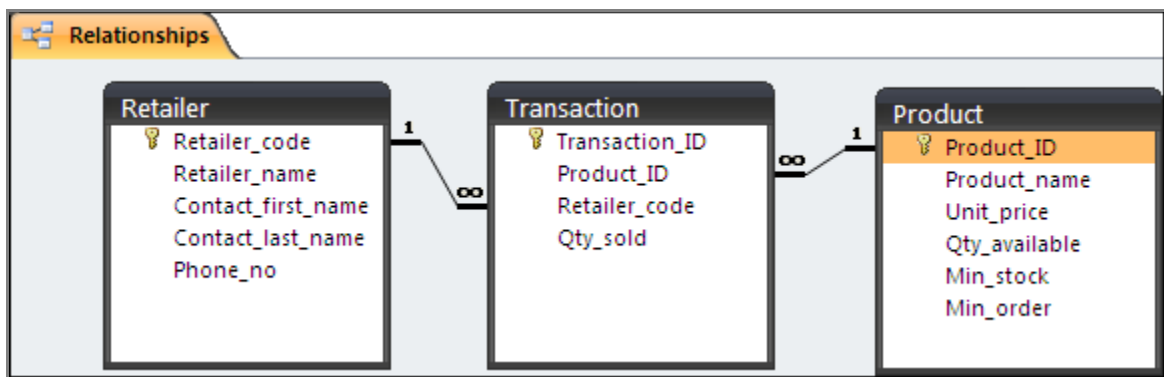 Relationships
Retailer
Retailer_code
Retailer_name
Contact_first_name
Contact_last_name
Phone_no
1
∞
Transaction
Transaction_ID
Product_ID
Retailer_code
Qty_sold
∞
1
Product
Product_ID
Product_name
Unit_price
Qty_available
Min_stock
Min_order